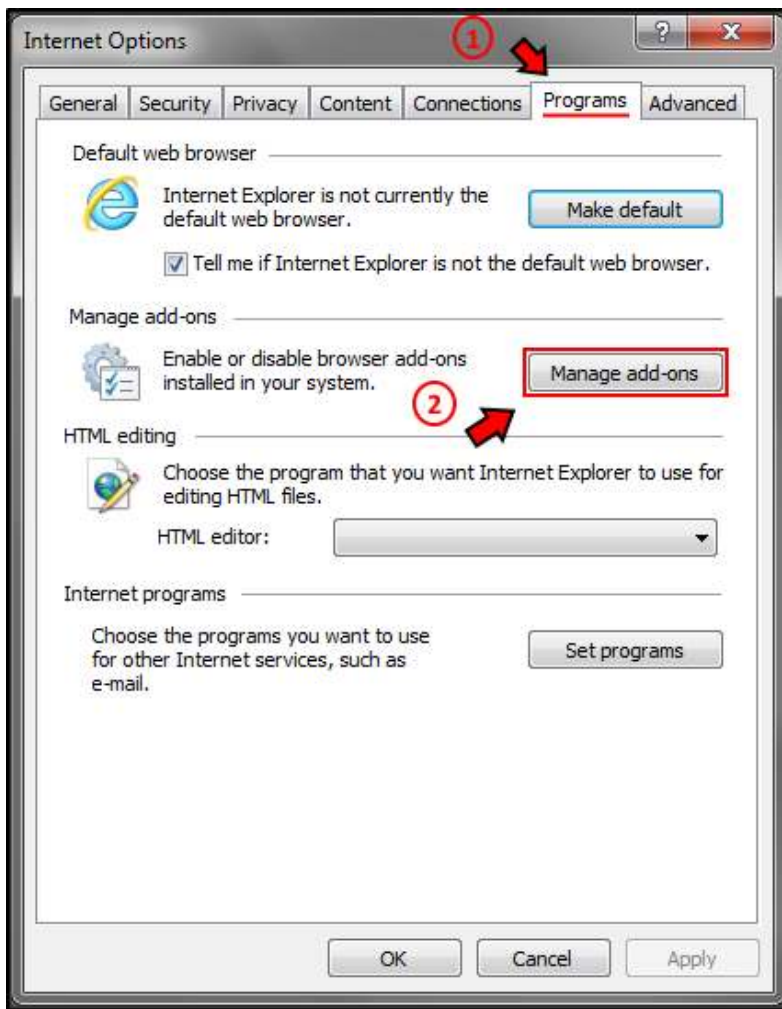 Internet Options
1
General Security Privacy Content Connections Programs Advanced
Default web browser
Internet Explorer is not currently the
default web browser.
Make default
Tell me if Internet Explorer is not the default web browser.
Manage add-ons
Enable or disable browser add-ons
installed in your system.
Manage add-ons
2
HTML editing
Choose the program that you want Internet Explorer to use for
editing HTML files.
HTML editor:
Internet programs
Choose the programs you want to use
for other Internet services, such as
e-mail.
Set programs
OK Cancel Apply